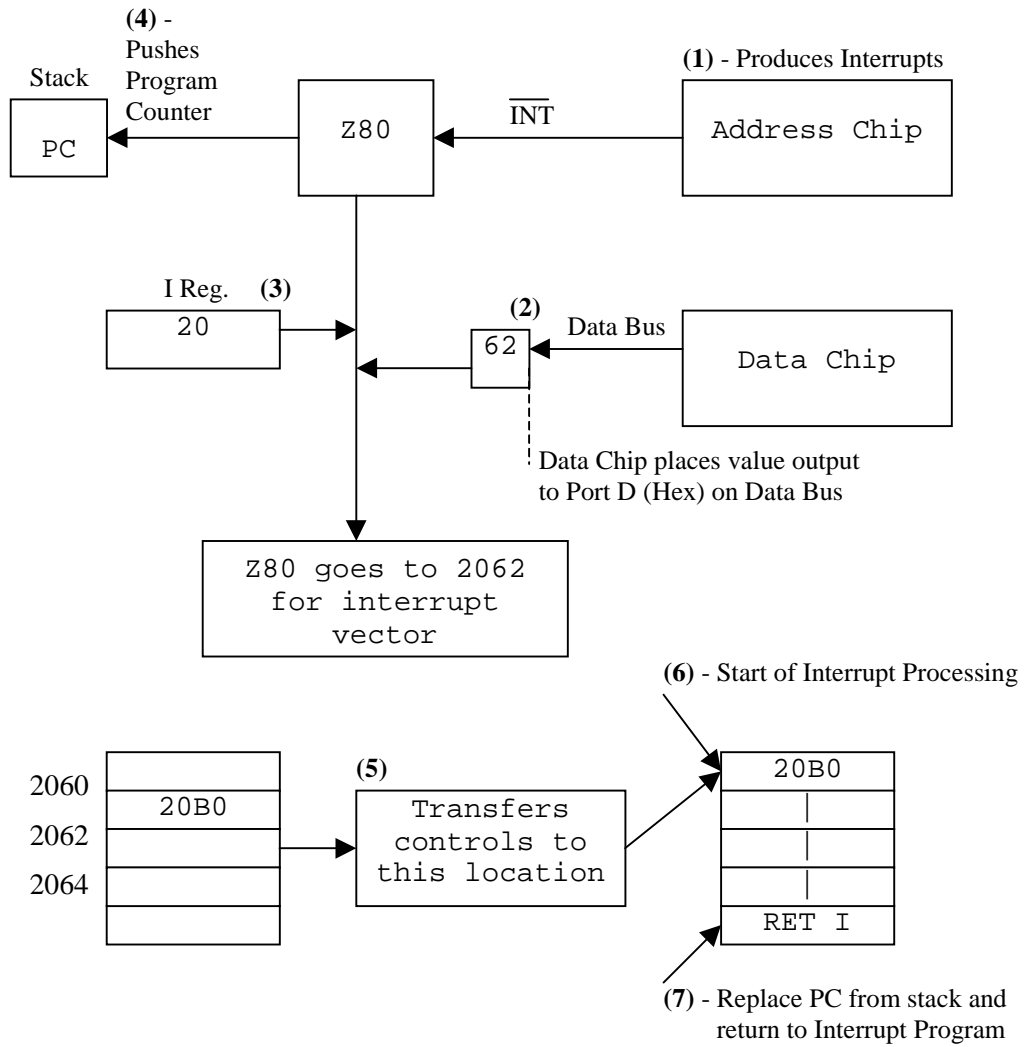 (4) -
Pushes
Program
Counter
Stack
PC
Z80
INT
(1) - Produces Interrupts
Address Chip
I Reg. (3)
20
(2)
62
Data Bus
Data Chip
Data Chip places value output
to Port D (Hex) on Data Bus
Z80 goes to 2062
for interrupt
vector
(6) - Start of Interrupt Processing
2060
2062
2064
20B0
(5)
Transfers
controls to
this location
20B0
RET I
(7) - Replace PC from stack and
return to Interrupt Program